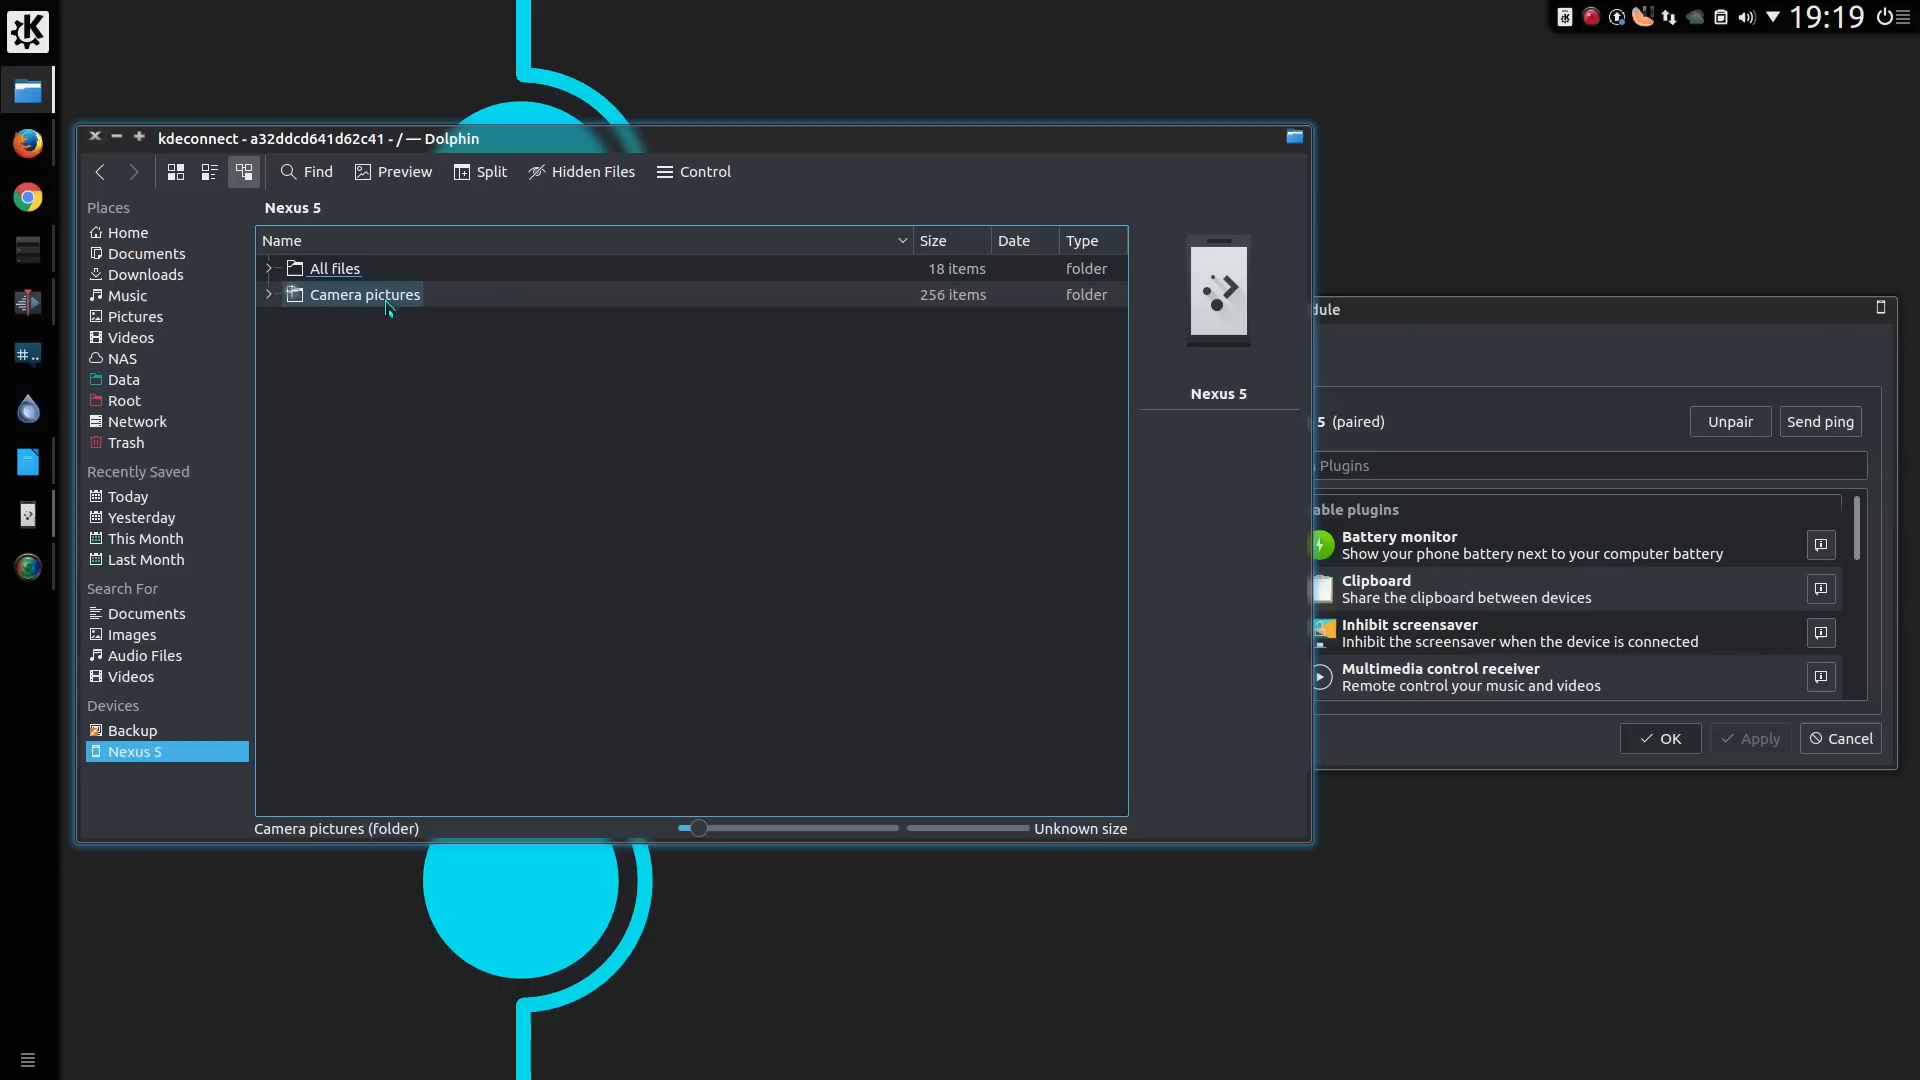 19:19
kdeconnect - a32ddcd641d62c41 - / — Dolphin
Find Preview Split Hidden Files Control
Places
Home
Documents
Downloads
Music
Pictures
Videos
NAS
Data
Root
Network
Trash
Recently Saved
Today
Yesterday
This Month
Last Month
Search For
Documents
Images
Audio Files
Videos
Devices
Backup
Nexus 5
Nexus 5
Name Size Date Type
All files 18 items folder
Camera pictures 256 items folder
Camera pictures (folder) Unknown size
Nexus 5
dule
5 (paired) Unpair Send ping
Plugins
able plugins
Battery monitor
Show your phone battery next to your computer battery
Clipboard
Share the clipboard between devices
Inhibit screensaver
Inhibit the screensaver when the device is connected
Multimedia control receiver
Remote control your music and videos
OK Apply Cancel